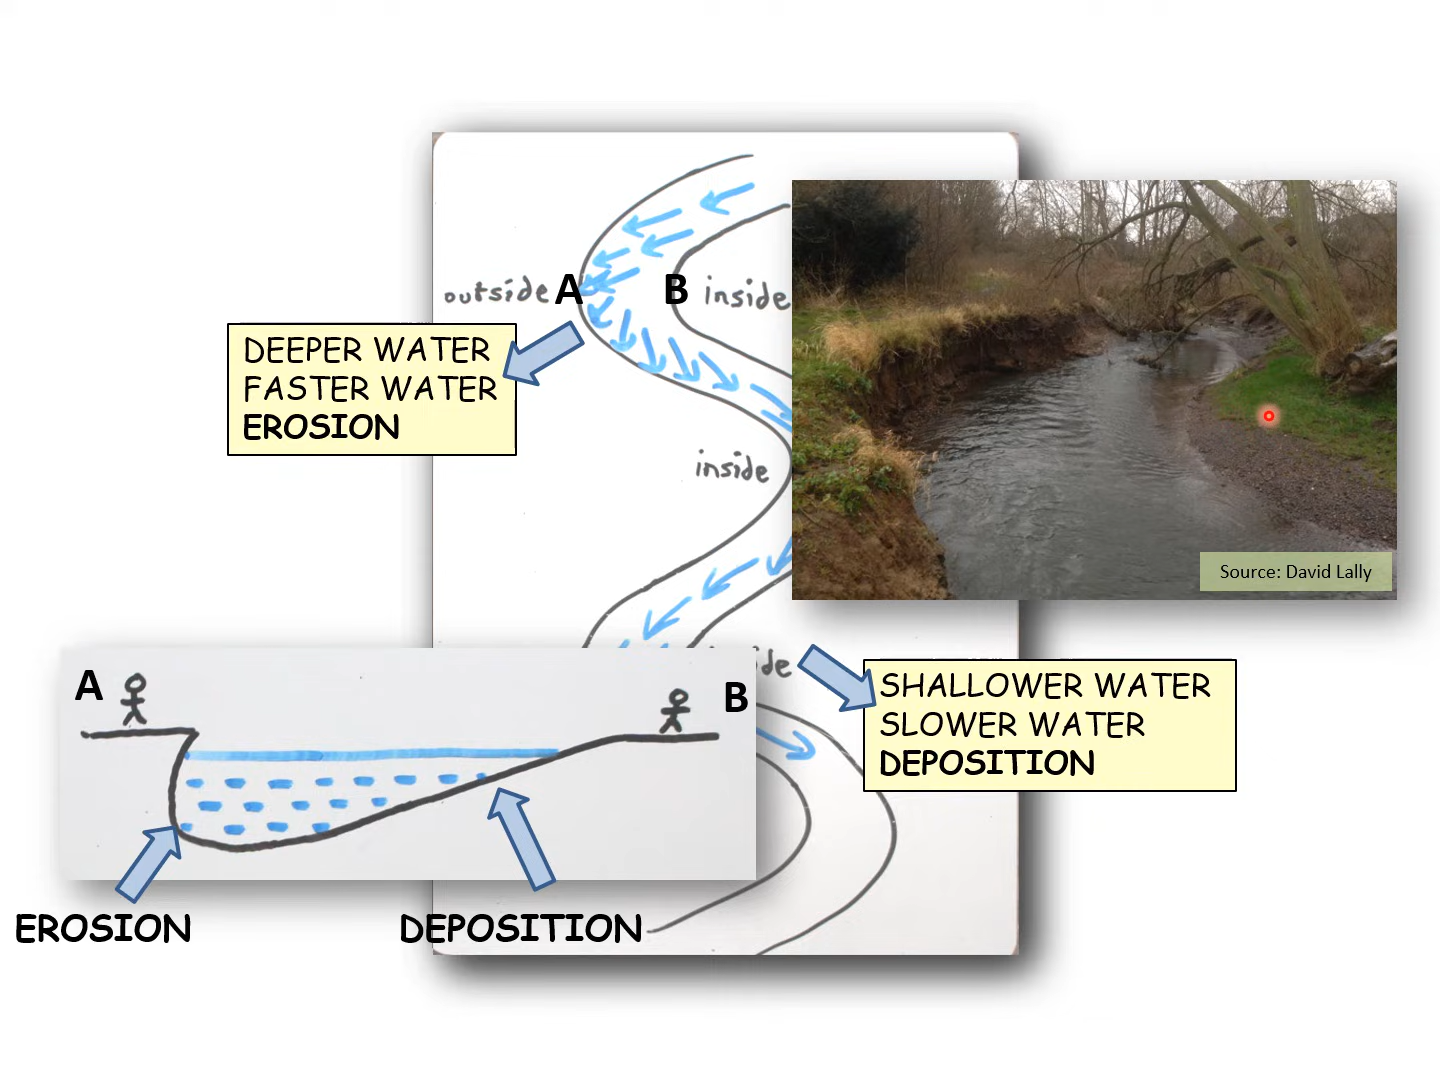 outside
A
B
inside
DEEPER WATER
FASTER WATER
EROSION
inside
Source: David Lally
A
B
SHALLOWER WATER
SLOWER WATER
DEPOSITION
EROSION
DEPOSITION